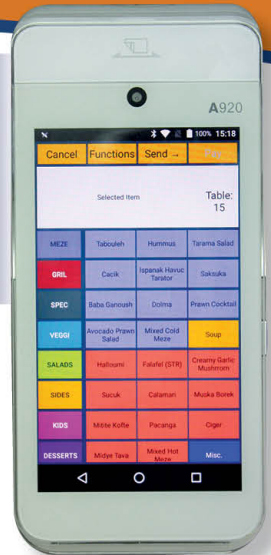 A920
100% 15:18
Cancel Functions Send → Pay
Selected Item
Table:
15
MEZE Tabouleh Hummus Tarama Salad
GRIL Cacik Ispanak Havuc
Tarator Saksuka
SPEC Baba Ganoush Dolma Prawn Cocktail
VEGGI Avocado Prawn
Salad Mixed Cold
Meze Soup
SALADS Halloumi Falafel (STR) Creamy Garlic
Mushroom
SIDES Sucuk Calamari Muska Borek
KIDS Mitite Kofte Pacanga Ciger
DESSERTS Midye Tava Mixed Hot
Meze Misc.